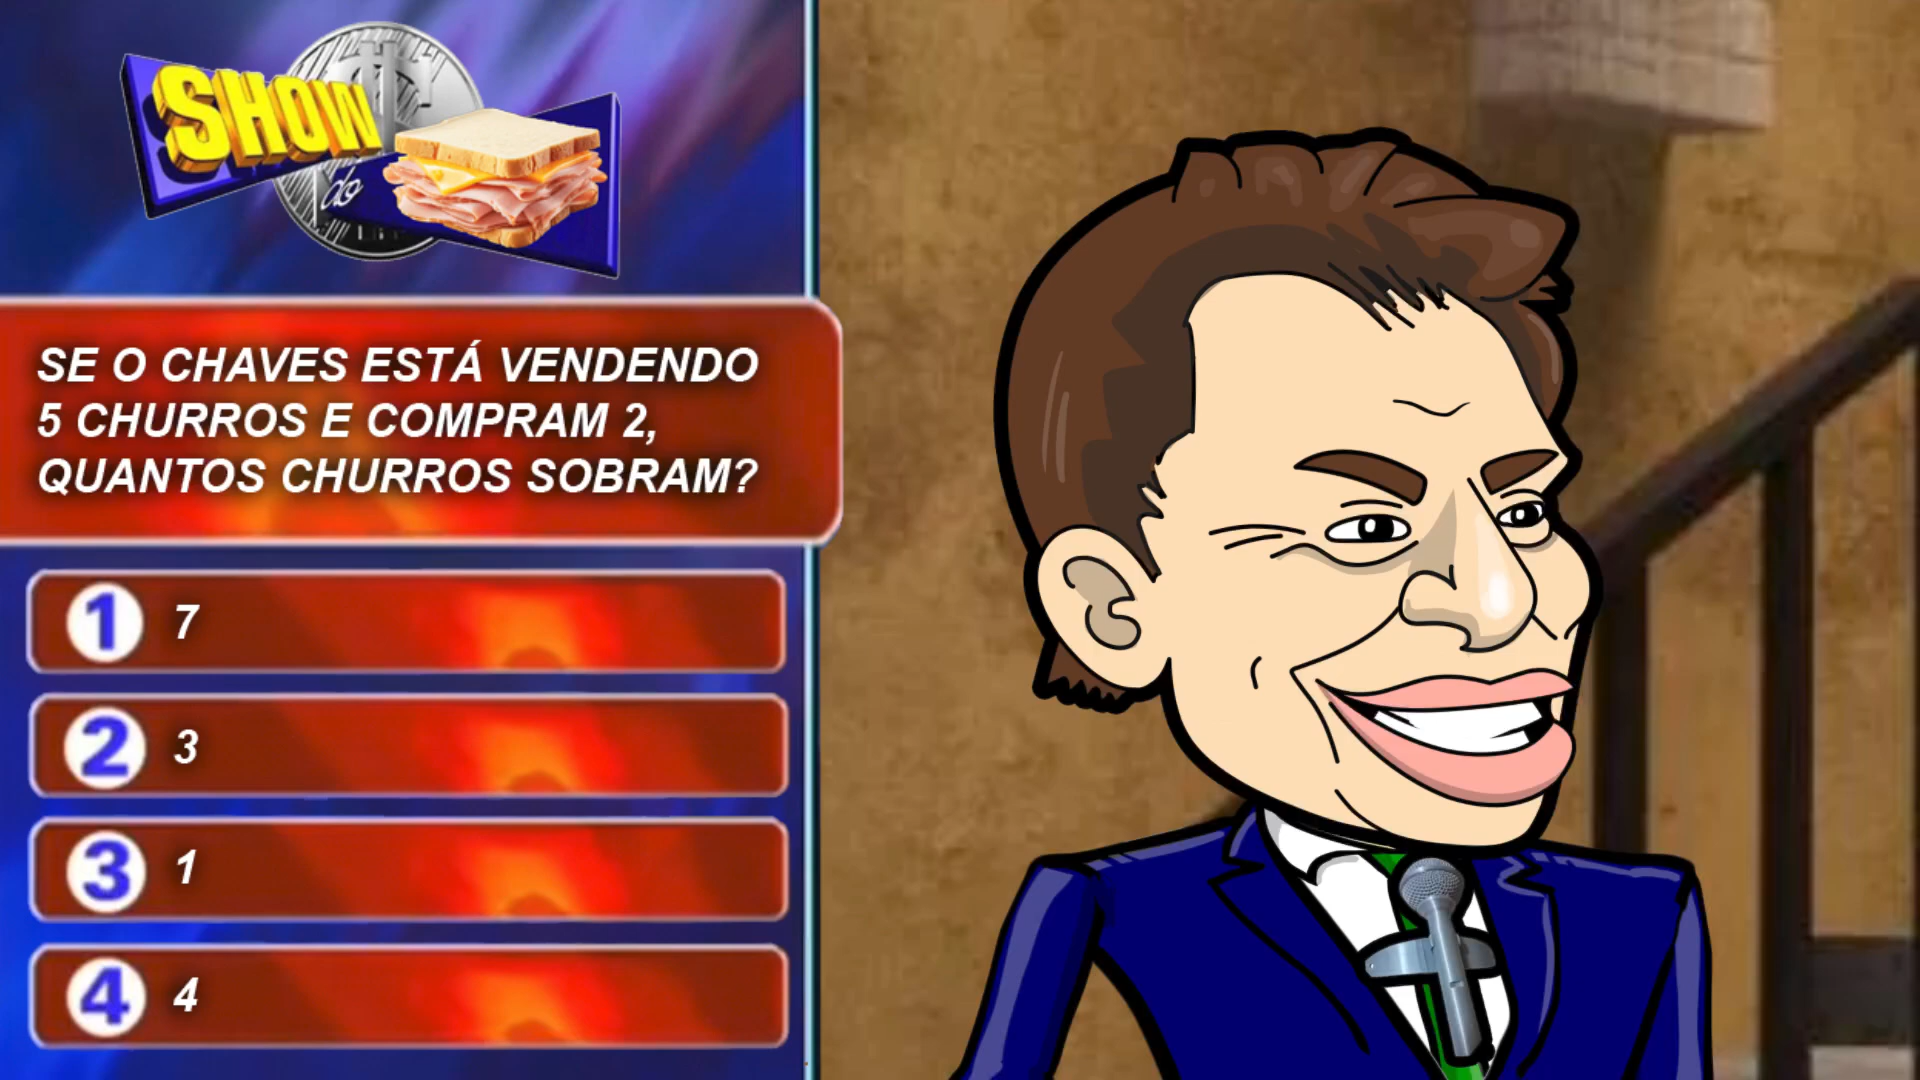 SHOW
do
SE O CHAVES ESTÁ VENDENDO
5 CHURROS E COMPRAM 2,
QUANTOS CHURROS SOBRAM?
1 7
2 3
3 1
4 4